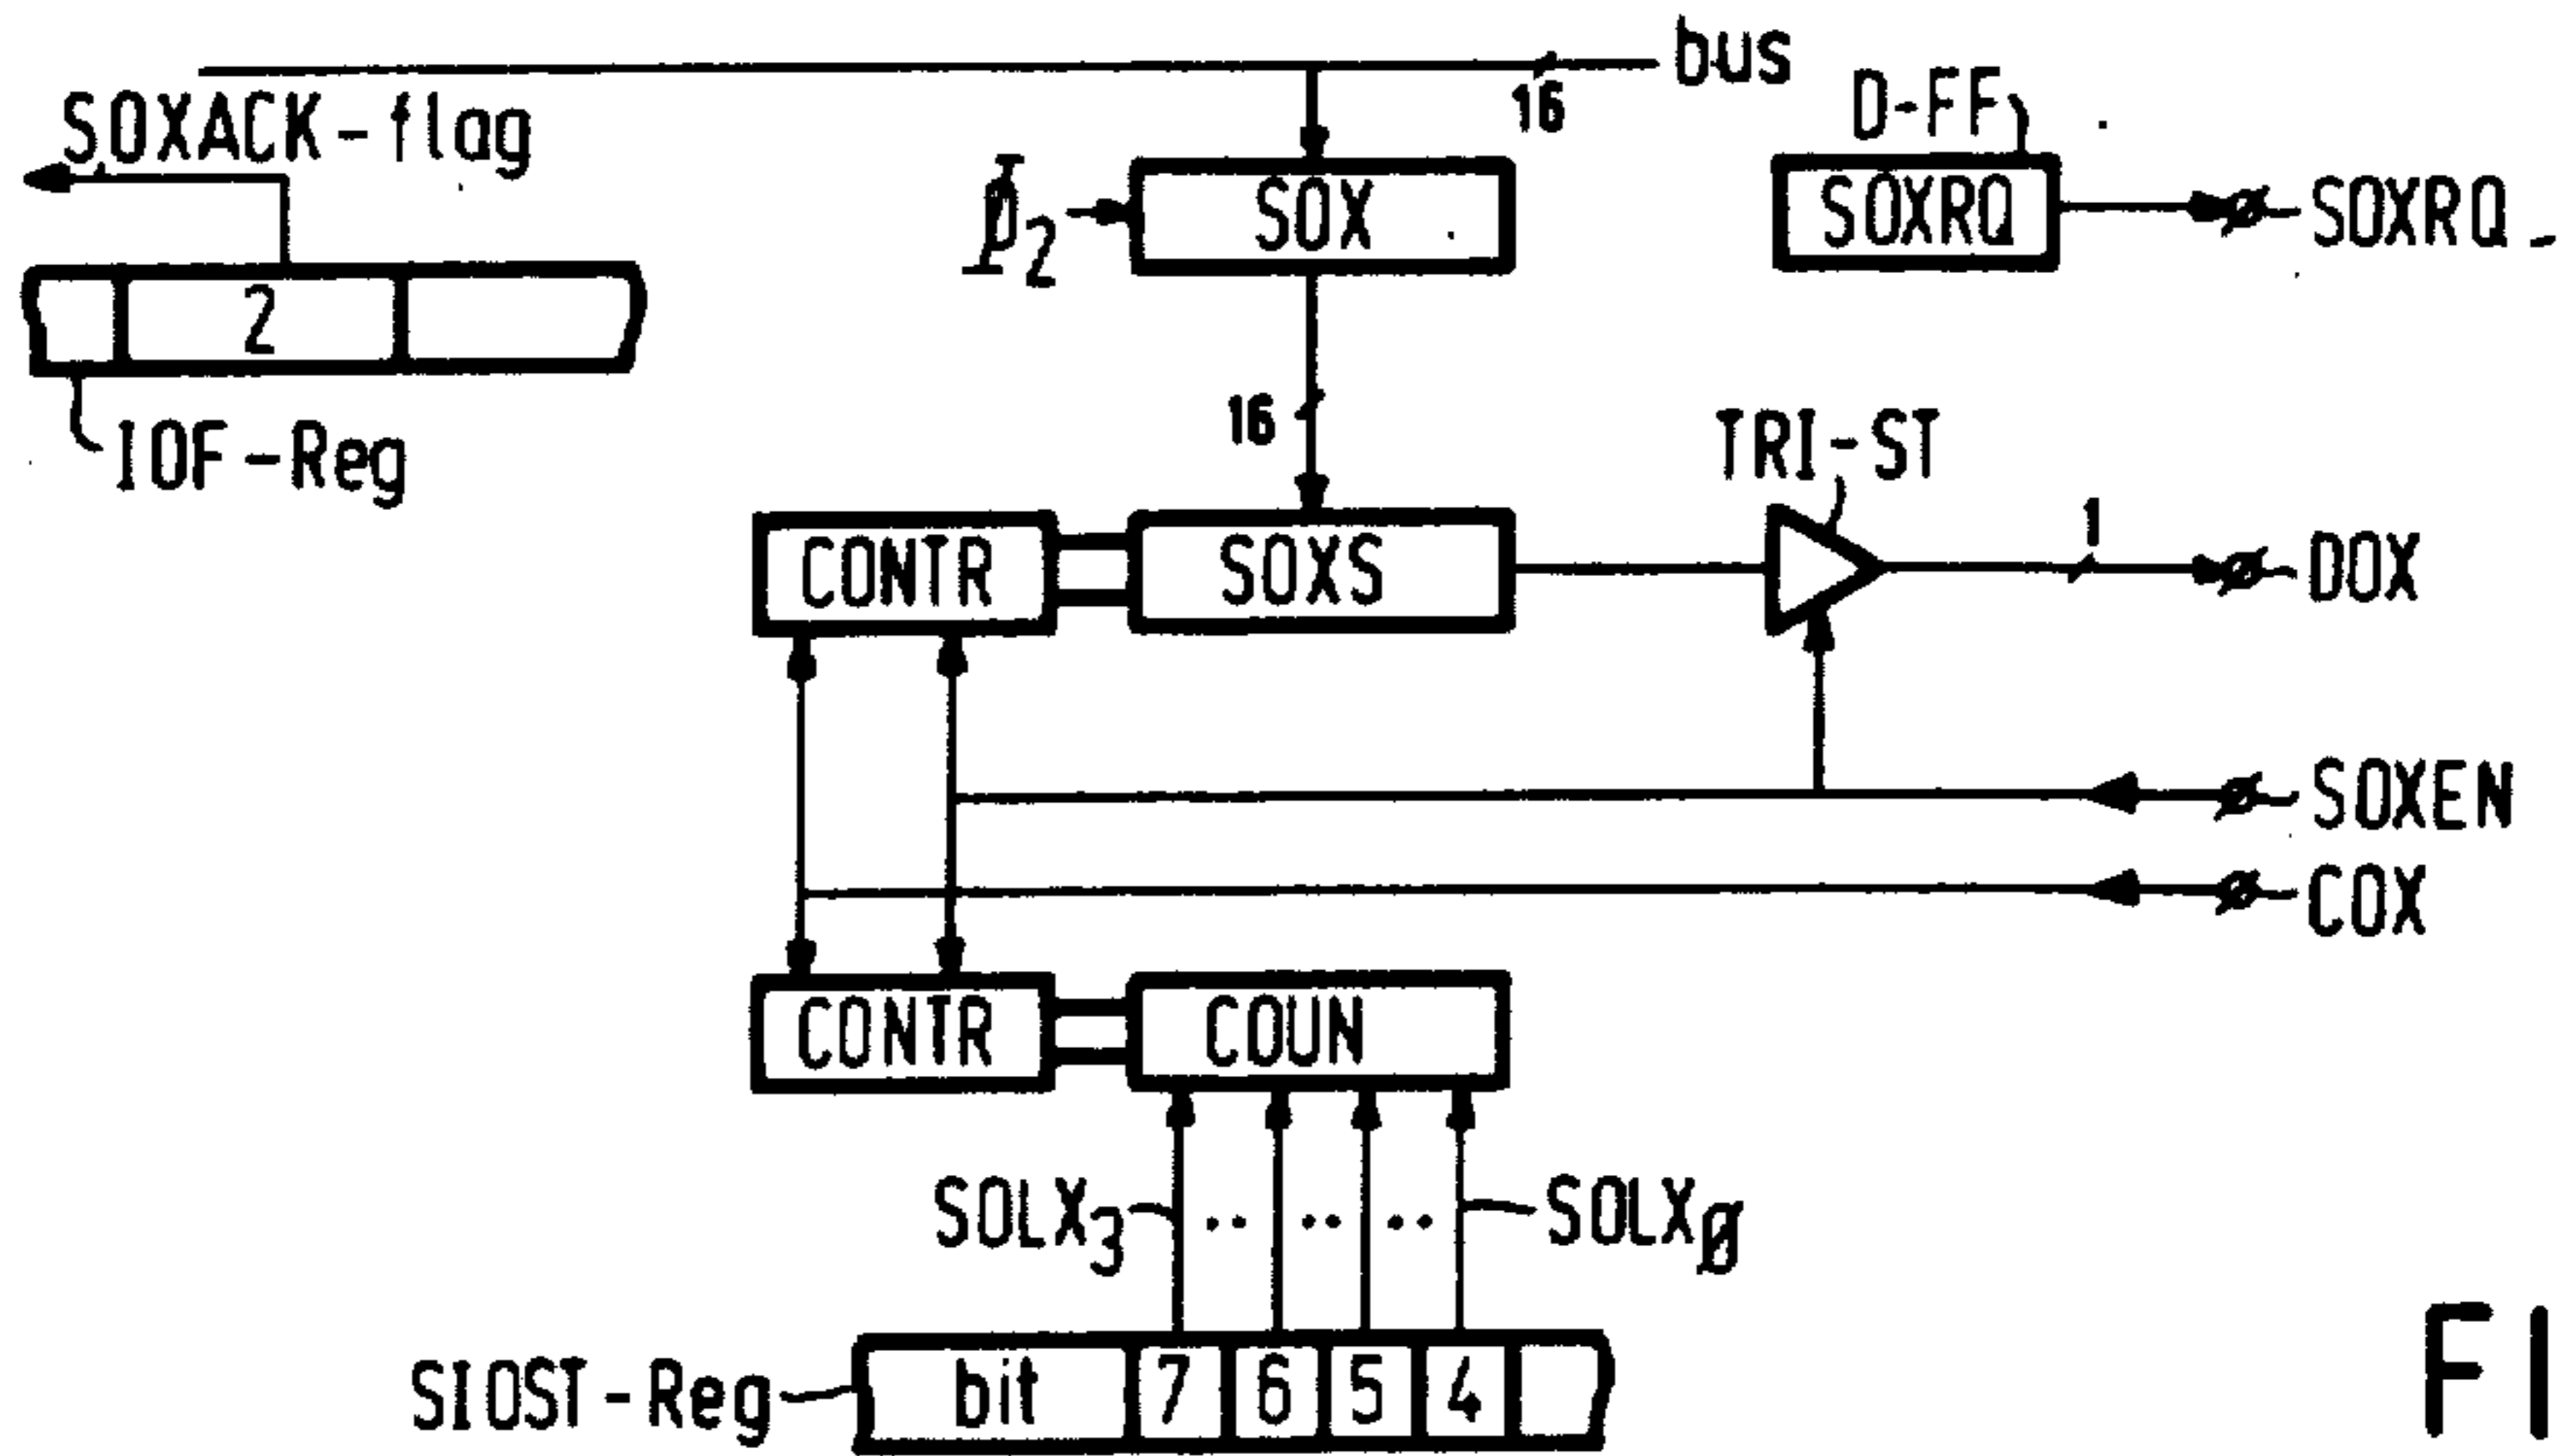 bus
16
SOXACK-flag
D-FF
SOX
SOXRQ
SOXRQ
ϕ2
2
IOF-Reg
16
TRI-ST
CONTR
SOXS
1
DOX
SOXEN
COX
CONTR
COUN
SOLX3
SOLXØ
SIOST-Reg
bit 7 6 5 4
FI